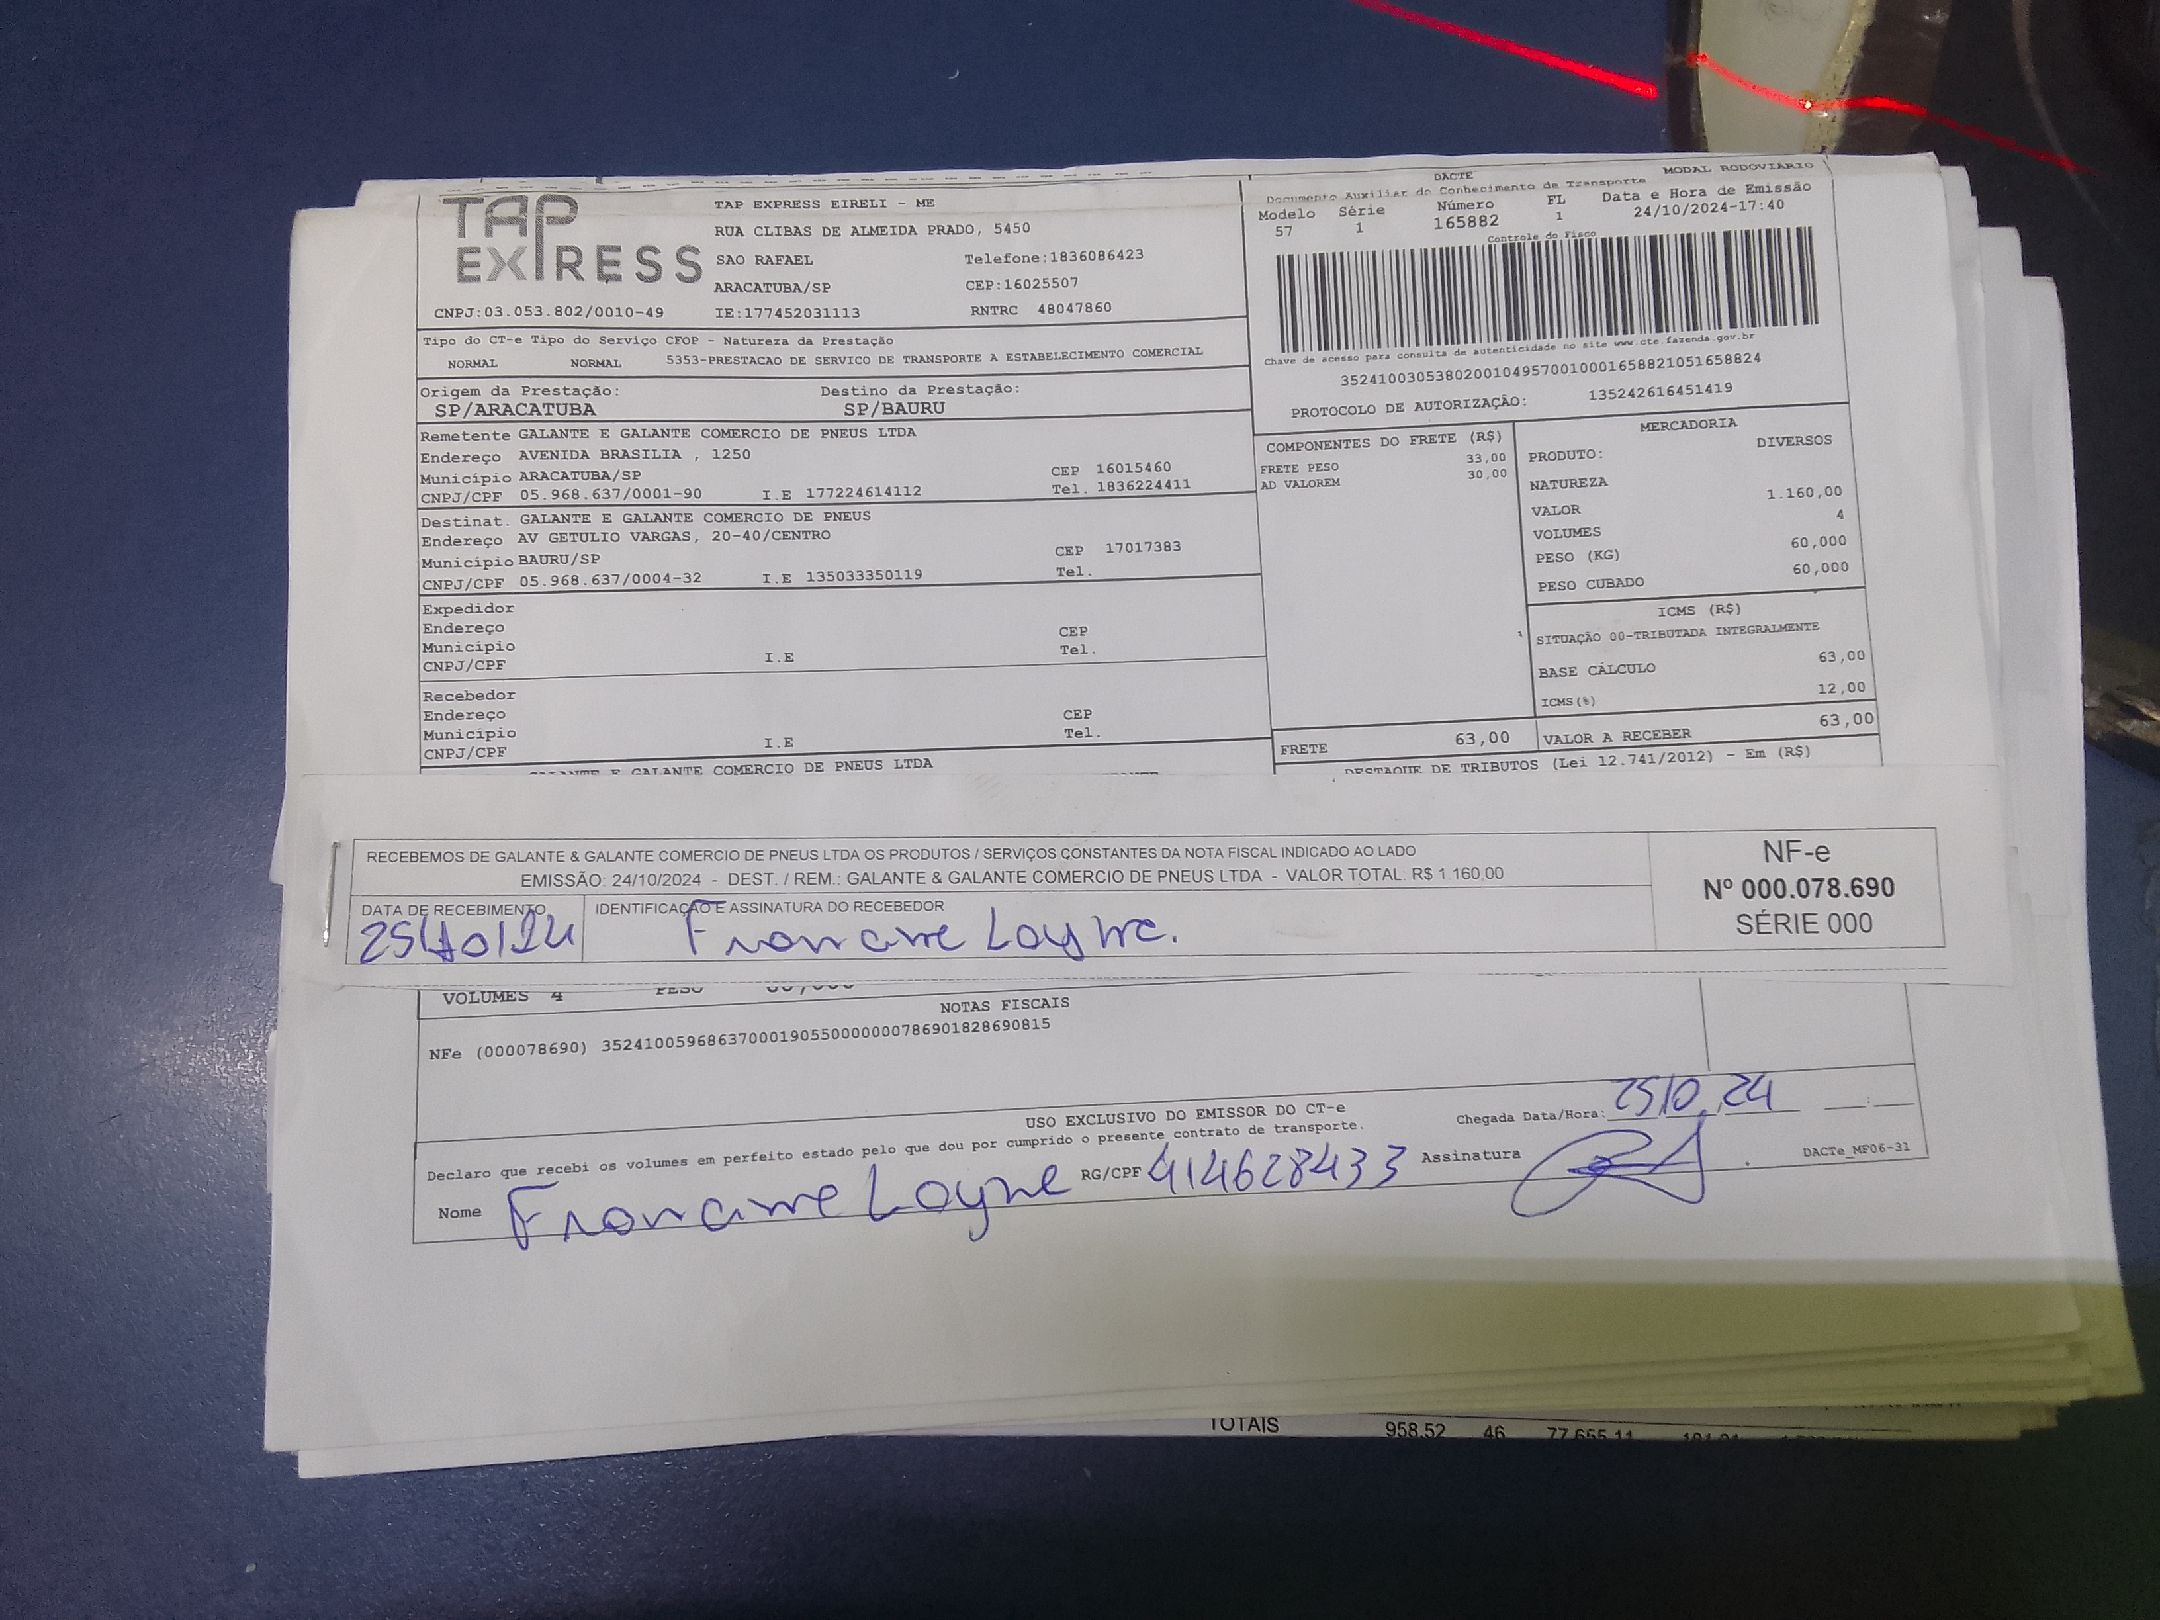 TAP
EXPRESS
TAP EXPRESS EIRELI - ME
RUA CLIBAS DE ALMEIDA PRADO, 5450
SAO RAFAEL Telefone:1836086423
ARACATUBA/SP CEP:16025507
CNPJ:03.053.802/0010-49 IE:177452031113 RNTRC 48047860
DACTE MODAL RODOVIÁRIO
Documento Auxiliar do Conhecimento de Transporte
Modelo Série Número FL Data e Hora de Emissão
57 1 165882 1 24/10/2024-17:40
Controle do Fisco
Chave de acesso para consulta de autenticidade no site www.cte.fazenda.gov.br
35241003053802001049570010001658821051658824
PROTOCOLO DE AUTORIZAÇÃO: 135242616451419
Tipo do CT-e Tipo do Serviço CFOP - Natureza da Prestação
NORMAL NORMAL 5353-PRESTACAO DE SERVICO DE TRANSPORTE A ESTABELECIMENTO COMERCIAL
Origem da Prestação: Destino da Prestação:
SP/ARACATUBA SP/BAURU
Remetente GALANTE E GALANTE COMERCIO DE PNEUS LTDA
Endereço AVENIDA BRASILIA , 1250
Município ARACATUBA/SP CEP 16015460
CNPJ/CPF 05.968.637/0001-90 I.E 177224614112 Tel. 1836224411
Destinat. GALANTE E GALANTE COMERCIO DE PNEUS
Endereço AV GETULIO VARGAS, 20-40/CENTRO
Município BAURU/SP CEP 17017383
CNPJ/CPF 05.968.637/0004-32 I.E 135033350119 Tel.
Expedidor
Endereço CEP
Município Tel.
CNPJ/CPF I.E
Recebedor
Endereço CEP
Município Tel.
CNPJ/CPF I.E
GALANTE E GALANTE COMERCIO DE PNEUS LTDA
COMPONENTES DO FRETE (R$)
FRETE PESO 33,00
AD VALOREM 30,00
FRETE 63,00
MERCADORIA
PRODUTO: DIVERSOS
NATUREZA
VALOR 1.160,00
VOLUMES 4
PESO (KG) 60,000
PESO CUBADO 60,000
ICMS (R$)
SITUAÇÃO 00-TRIBUTADA INTEGRALMENTE
BASE CÁLCULO 63,00
ICMS(%) 12,00
VALOR A RECEBER 63,00
DESTAQUE DE TRIBUTOS (Lei 12.741/2012) - Em (R$)
RECEBEMOS DE GALANTE & GALANTE COMERCIO DE PNEUS LTDA OS PRODUTOS / SERVIÇOS CONSTANTES DA NOTA FISCAL INDICADO AO LADO
EMISSÃO: 24/10/2024 - DEST. / REM.: GALANTE & GALANTE COMERCIO DE PNEUS LTDA - VALOR TOTAL: R$ 1.160,00
DATA DE RECEBIMENTO IDENTIFICAÇÃO E ASSINATURA DO RECEBEDOR
25/10/24 Franciane Layne.
NF-e
Nº 000.078.690
SÉRIE 000
VOLUMES 4 PESO 60,000
NOTAS FISCAIS
NFe (000078690) 35241005968637000190550000000786901828690815
USO EXCLUSIVO DO EMISSOR DO CT-e
Chegada Data/Hora: 25/10.24
Declaro que recebi os volumes em perfeito estado pelo que dou por cumprido o presente contrato de transporte.
Nome Franciane Layne RG/CPF 414628433 Assinatura
DACTe_MF06-31
TOTAIS 958,52 46 77.655,11